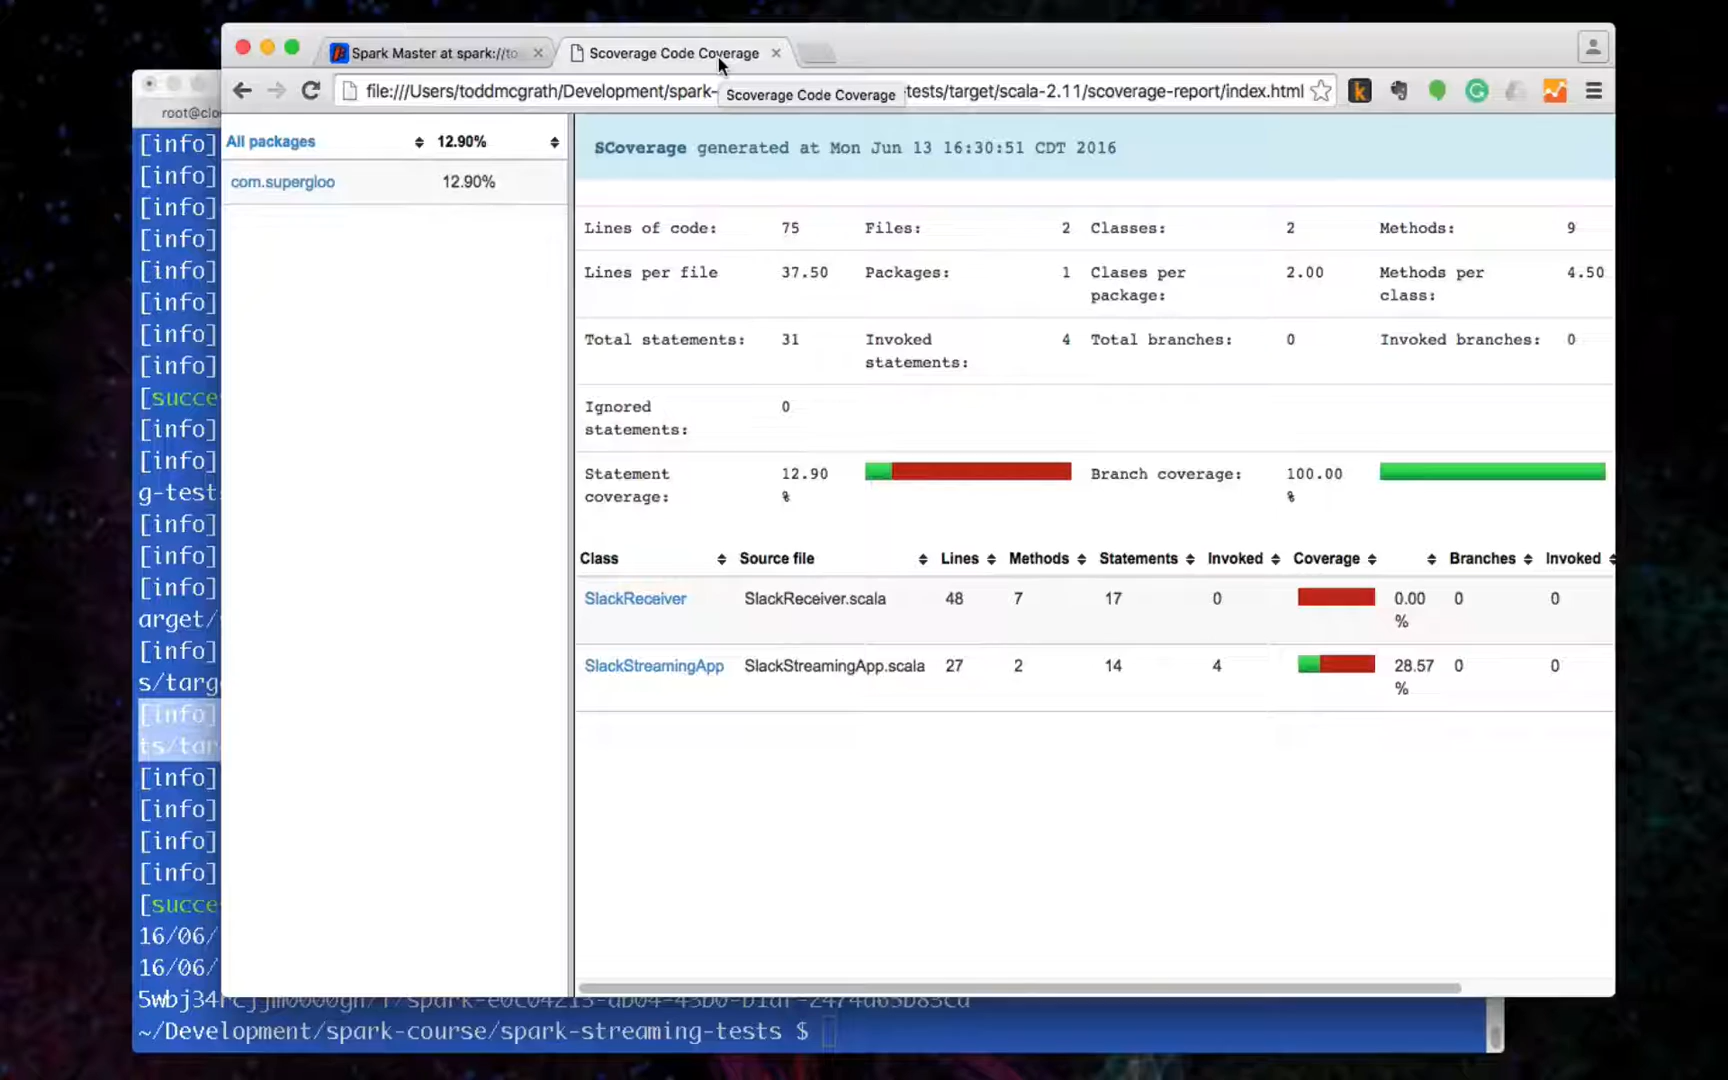 Spark Master at spark://to
Scoverage Code Coverage
file:///Users/toddmcgrath/Development/spark-
Scoverage Code Coverage
-tests/target/scala-2.11/scoverage-report/index.html
root@clo
All packages 12.90%
com.supergloo 12.90%
SCoverage generated at Mon Jun 13 16:30:51 CDT 2016
Lines of code: 75 Files: 2 Classes: 2 Methods: 9
Lines per file 37.50 Packages: 1 Clases per 2.00 Methods per 4.50
package: class:
Total statements: 31 Invoked 4 Total branches: 0 Invoked branches: 0
statements:
Ignored 0
statements:
Statement 12.90 Branch coverage: 100.00
coverage: % %
Class Source file Lines Methods Statements Invoked Coverage Branches Invoked
SlackReceiver SlackReceiver.scala 48 7 17 0 0.00 0 0
%
SlackStreamingApp SlackStreamingApp.scala 27 2 14 4 28.57 0 0
%
[info]
[info]
[info]
[info]
[info]
[info]
[info]
[info]
[succe
[info]
[info]
g-test
[info]
[info]
[info]
arget/
[info]
s/targ
[info]
ts/tar
[info]
[info]
[info]
[info]
[succe
16/06/
16/06/
~/Development/spark-course/spark-streaming-tests $